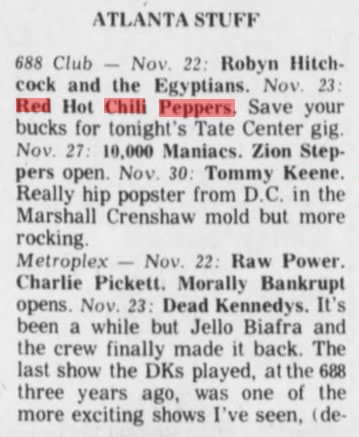 ATLANTA STUFF
688 Club — Nov. 22: Robyn Hitch-
cock and the Egyptians. Nov. 23:
Red Hot Chili Peppers. Save your
bucks for tonight's Tate Center gig.
Nov. 27: 10,000 Maniacs. Zion Step-
pers open. Nov. 30: Tommy Keene.
Really hip popster from D.C. in the
Marshall Crenshaw mold but more
rocking.
Metroplex — Nov. 22: Raw Power.
Charlie Pickett. Morally Bankrupt
opens. Nov. 23: Dead Kennedys. It's
been a while but Jello Biafra and
the crew finally made it back. The
last show the DKs played, at the 688
three years ago, was one of the
more exciting shows I've seen, (de-